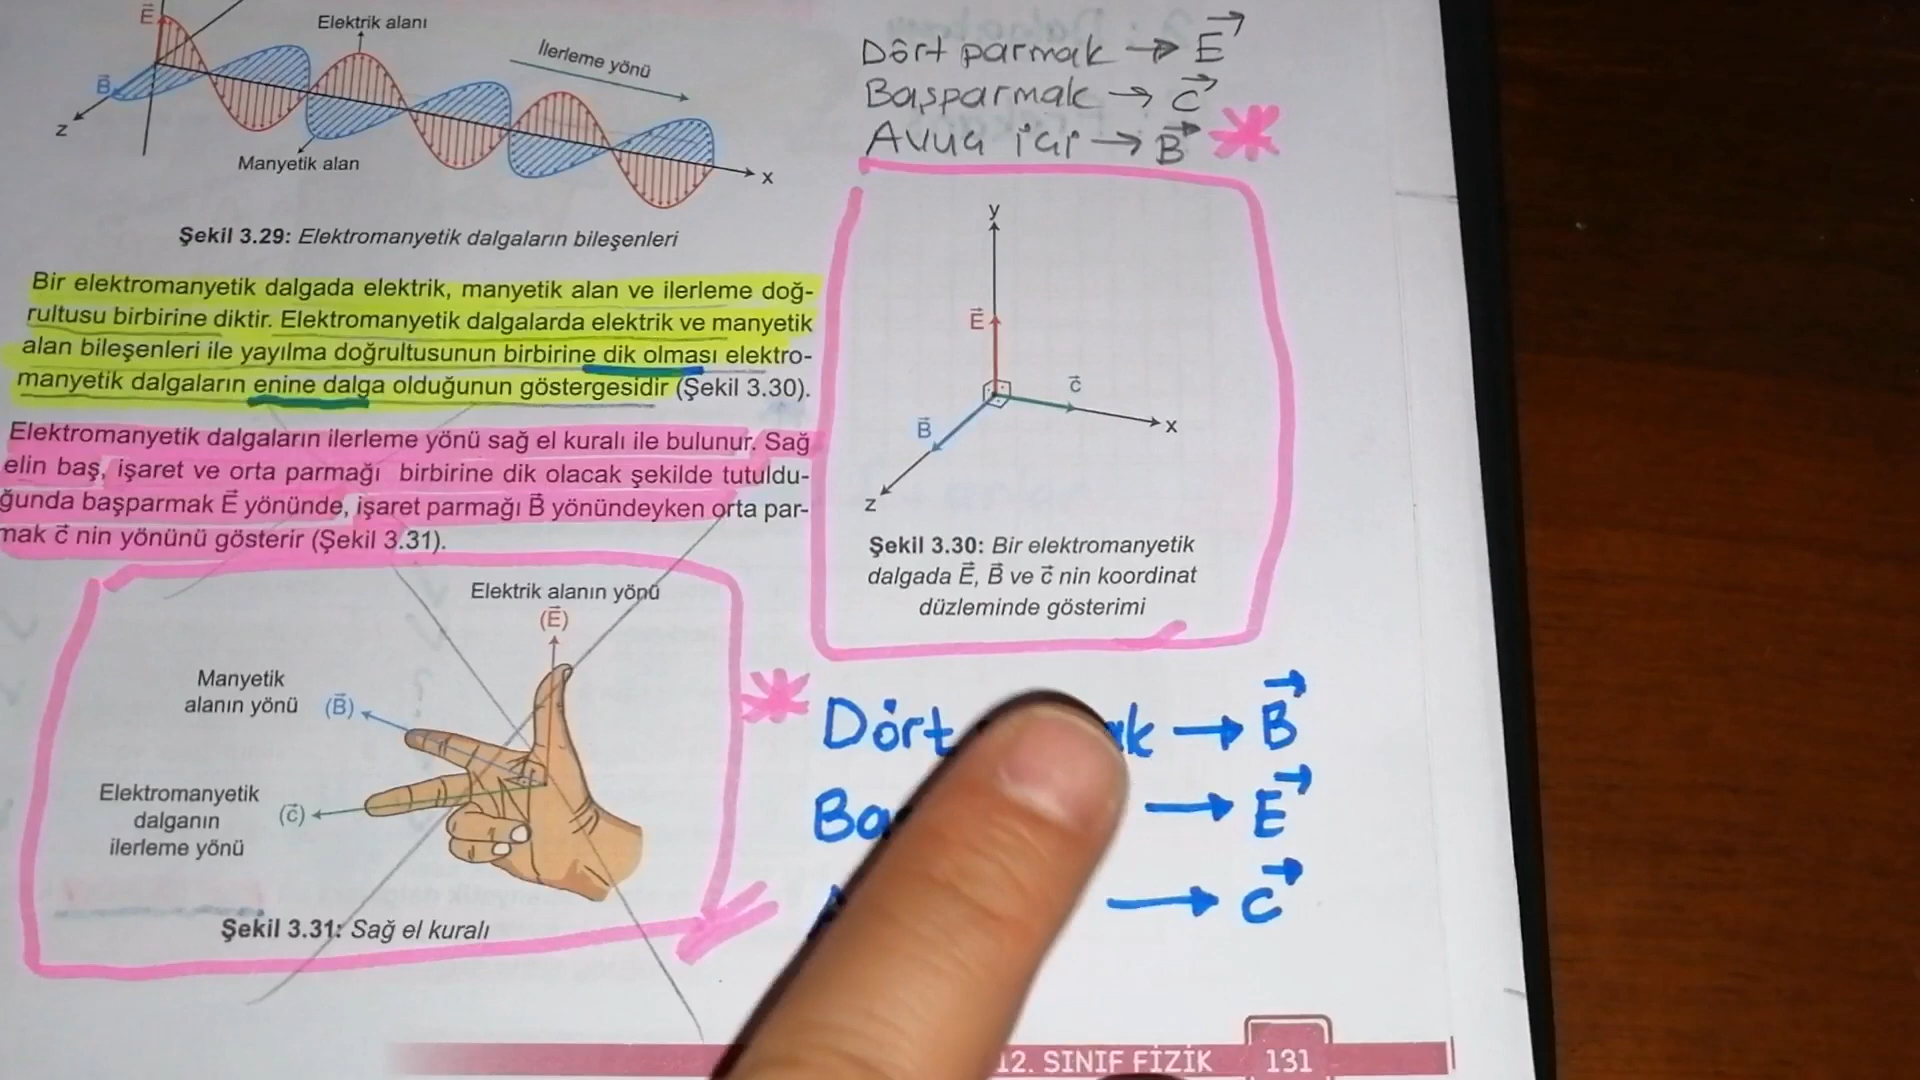 E
Elektrik alanı
İlerleme yönü
B
z
Manyetik alan
x
Şekil 3.29: Elektromanyetik dalgaların bileşenleri
Bir elektromanyetik dalgada elektrik, manyetik alan ve ilerleme doğ-
rultusu birbirine diktir. Elektromanyetik dalgalarda elektrik ve manyetik
alan bileşenleri ile yayılma doğrultusunun birbirine dik olması elektro-
manyetik dalgaların enine dalga olduğunun göstergesidir (Şekil 3.30).
Elektromanyetik dalgaların ilerleme yönü sağ el kuralı ile bulunur. Sağ
elin baş, işaret ve orta parmağı birbirine dik olacak şekilde tutuldu-
ğunda başparmak E⃗ yönünde, işaret parmağı B⃗ yönündeyken orta par-
mak c⃗ nin yönünü gösterir (Şekil 3.31).
Elektrik alanın yönü
(E⃗)
Manyetik
alanın yönü (B⃗)
Elektromanyetik
dalganın
ilerleme yönü
(c⃗)
Şekil 3.31: Sağ el kuralı
Dört parmak → E⃗
Başparmak → c⃗
Avuç içi → B⃗
y
E⃗
c⃗
x
B⃗
z
Şekil 3.30: Bir elektromanyetik
dalgada E⃗, B⃗ ve c⃗ nin koordinat
düzleminde gösterimi
Dört → B⃗
→ E⃗
→ c⃗
12. SINIF FİZİK 131